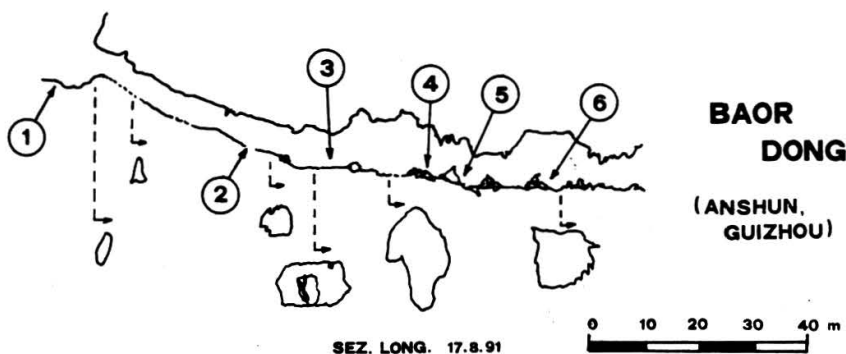 1
2
3
4
5
6
BAOR
DONG
(ANSHUN,
GUIZHOU)
0 10 20 30 40 m
SEZ. LONG. 17.8.91